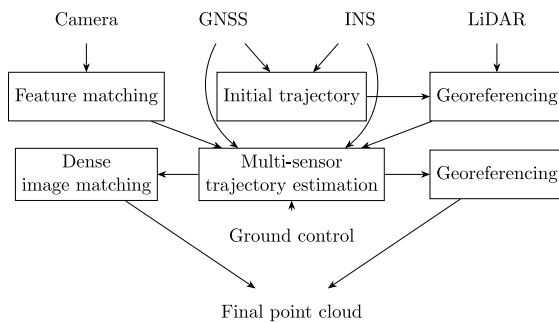 Camera
GNSS
INS
LiDAR
Feature matching
Initial trajectory
Georeferencing
Dense
image matching
Multi-sensor
trajectory estimation
Georeferencing
Ground control
Final point cloud